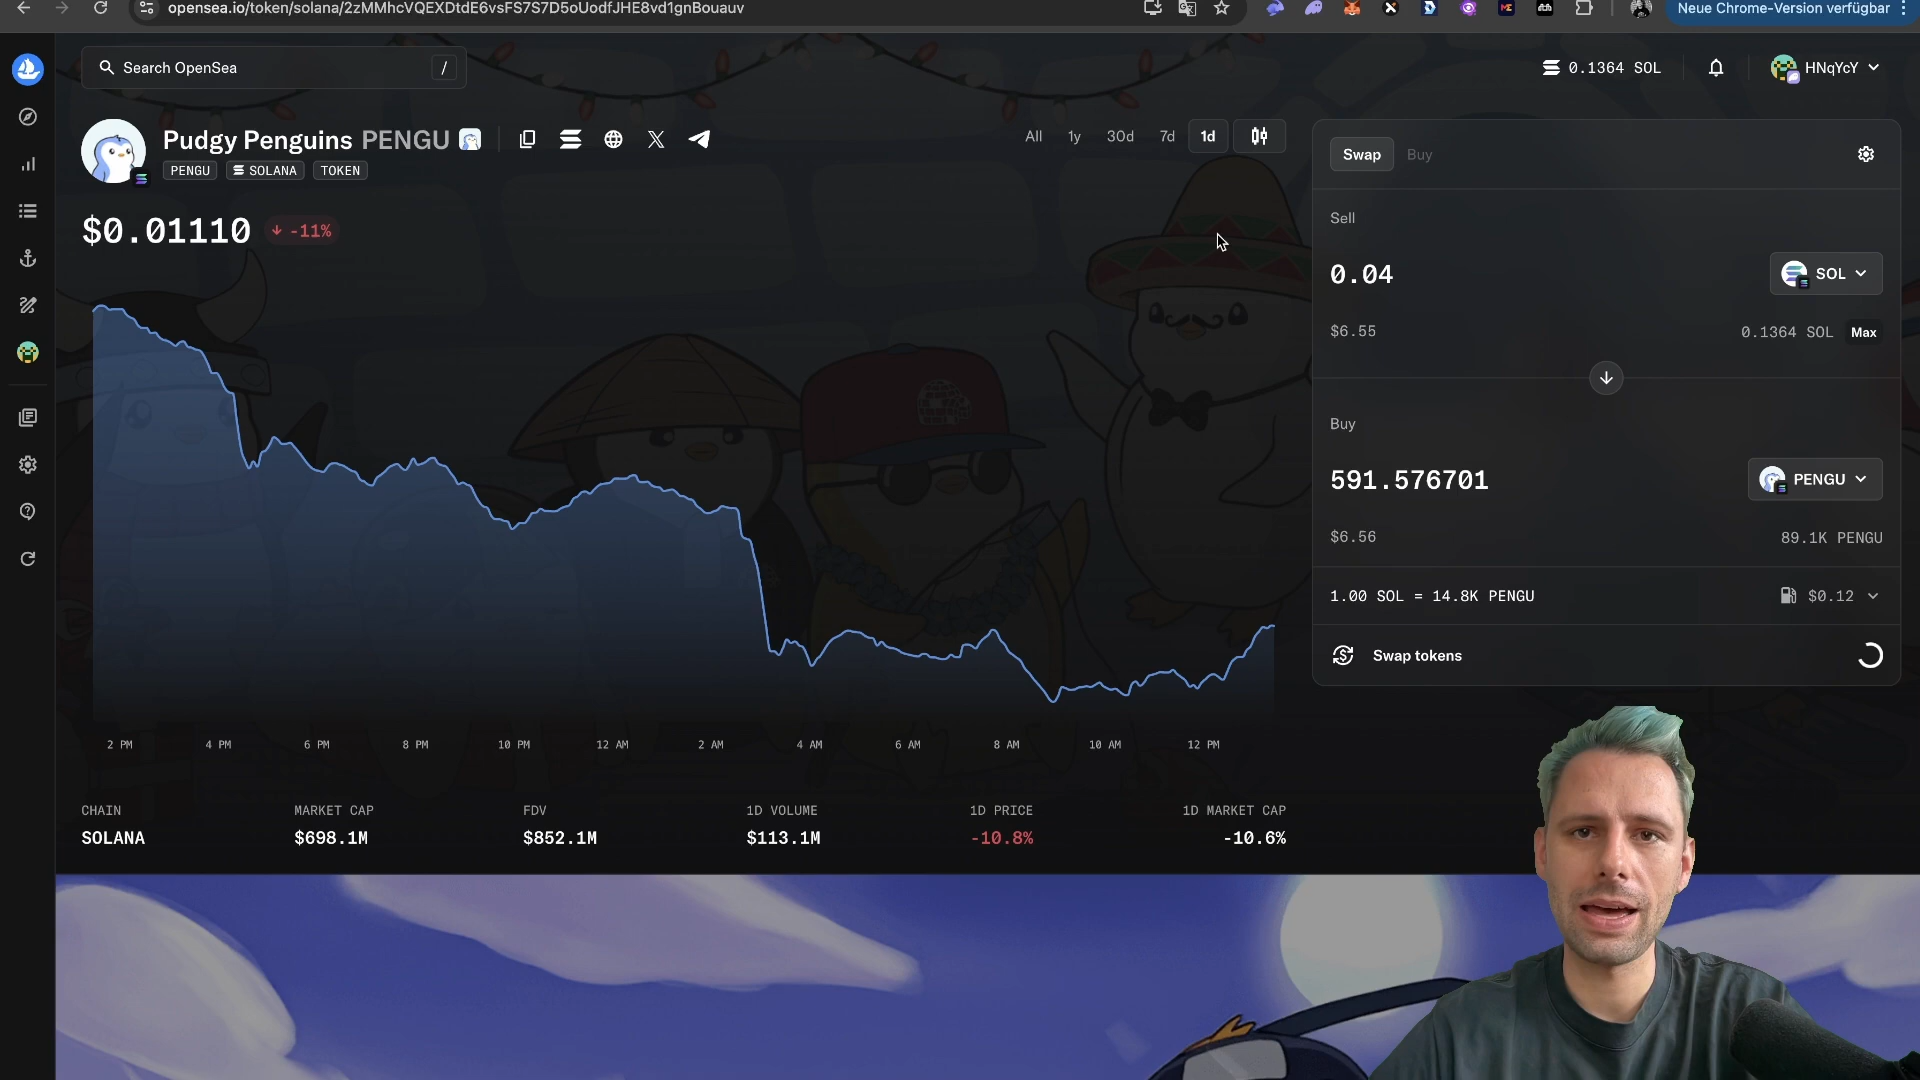 opensea.io/token/solana/2zMMhcVQEXDtdE6vsFS7S7D5oUodfJHE8vd1gnBouauv
Neue Chrome-Version verfügbar
Search OpenSea
/
0.1364 SOL
HNqYcY
Pudgy Penguins PENGU
PENGU
SOLANA
TOKEN
All
1y
30d
7d
1d
$0.01110
-11%
2 PM
4 PM
6 PM
8 PM
10 PM
12 AM
2 AM
4 AM
6 AM
8 AM
10 AM
12 PM
CHAIN
SOLANA
MARKET CAP
$698.1M
FDV
$852.1M
1D VOLUME
$113.1M
1D PRICE
-10.8%
1D MARKET CAP
-10.6%
Swap
Buy
Sell
0.04
SOL
$6.55
0.1364 SOL
Max
Buy
591.576701
PENGU
$6.56
89.1K PENGU
1.00 SOL = 14.8K PENGU
$0.12
Swap tokens